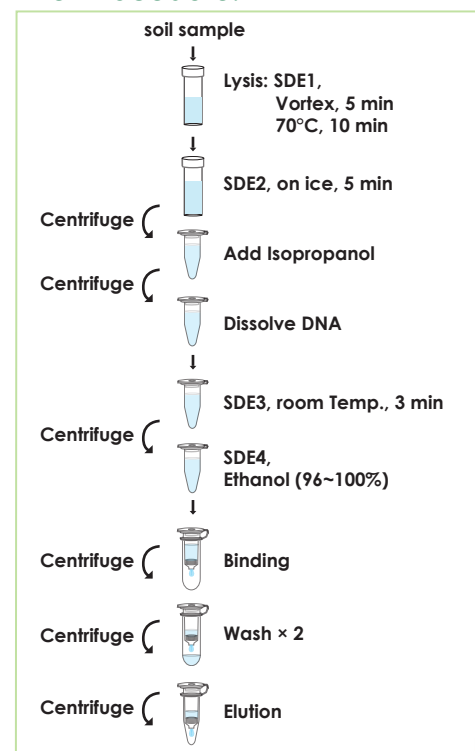 soil sample
Lysis: SDE1,
Vortex, 5 min
70°C, 10 min
SDE2, on ice, 5 min
Centrifuge
Add Isopropanol
Centrifuge
Dissolve DNA
SDE3, room Temp., 3 min
Centrifuge
SDE4,
Ethanol (96~100%)
Centrifuge
Binding
Centrifuge
Wash × 2
Centrifuge
Elution